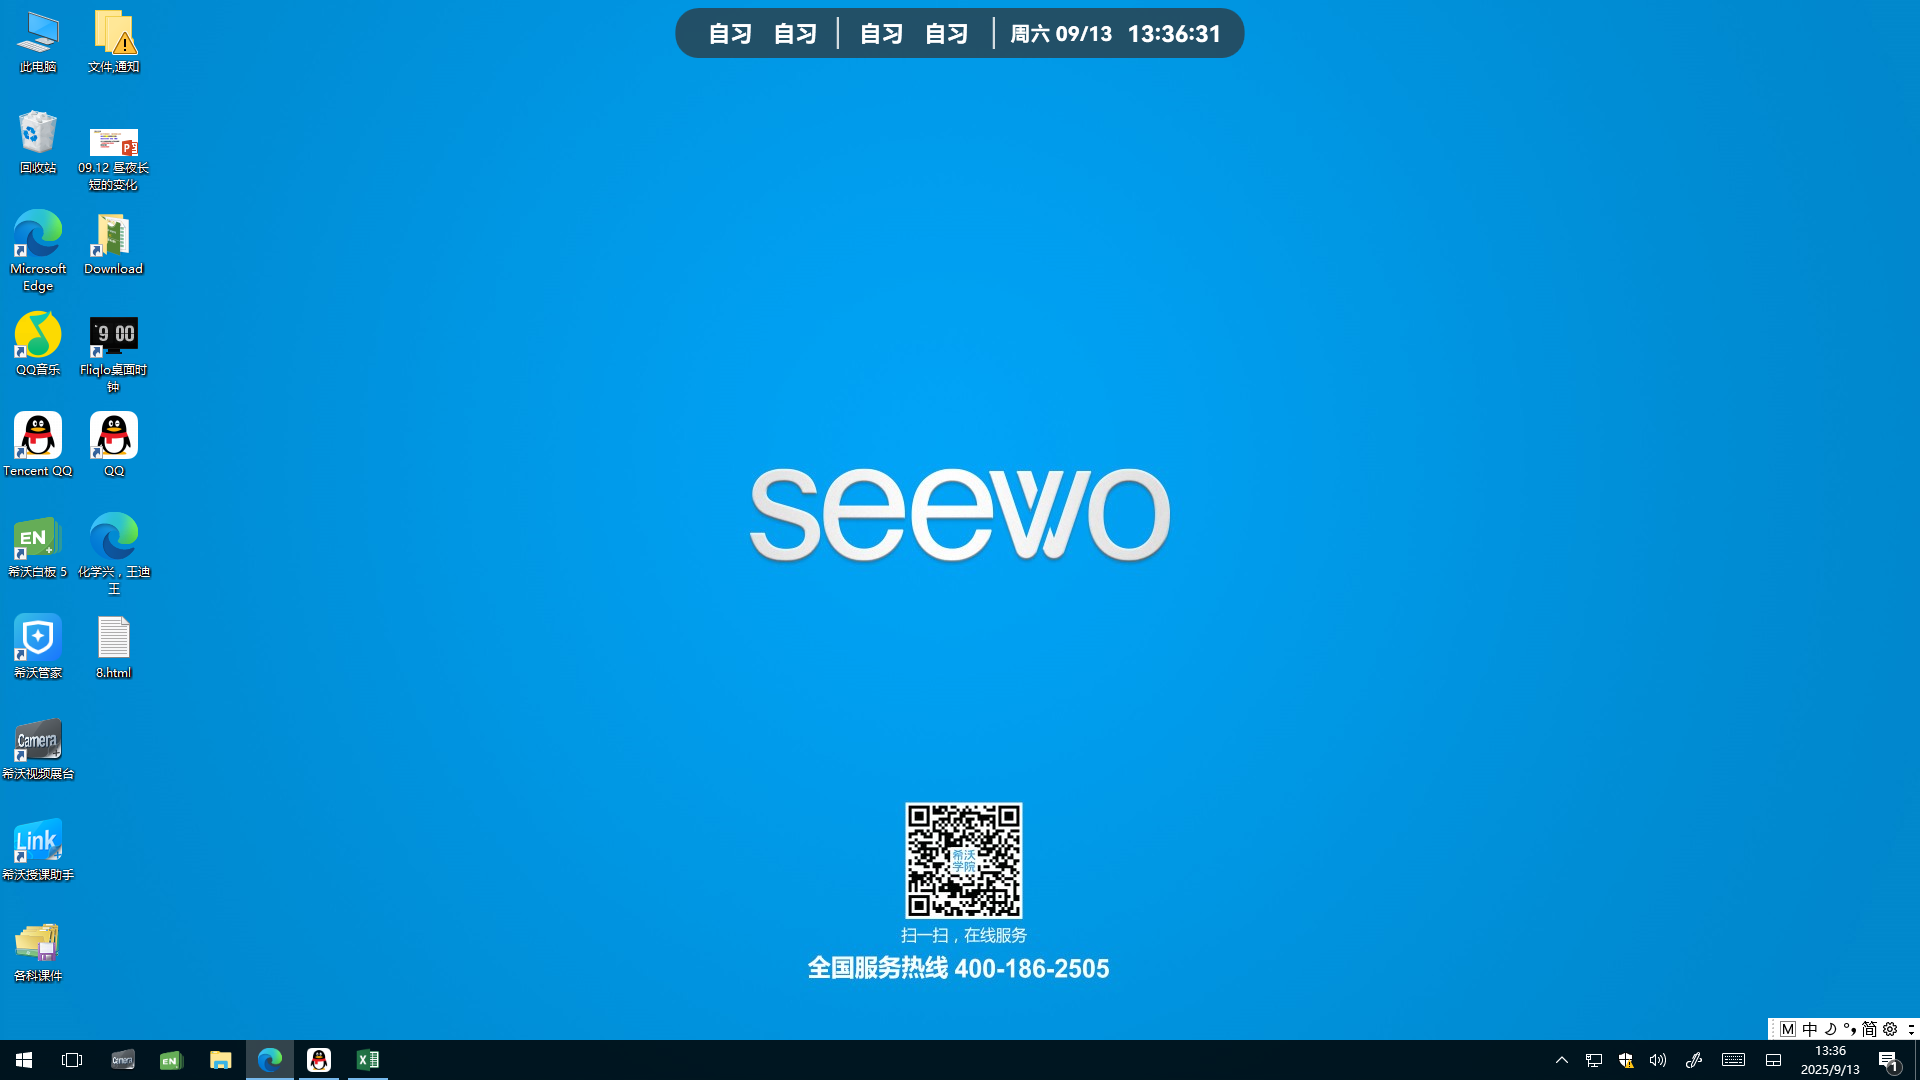 自习 自习 自习 自习 周六 09/13 13:36:31
此电脑
文件,通知
回收站
09.12 昼夜长
短的变化
Microsoft
Edge
Download
QQ音乐
9 00
Fliqlo桌面时
钟
Tencent QQ
QQ
EN
希沃白板 5
化学兴，王迪
王
希沃管家
8.html
Camera
希沃视频展台
Link
希沃授课助手
各科课件
seewo
希沃
学院
扫一扫，在线服务
全国服务热线 400-186-2505
M 中 简
Camera
EN
13:36
2025/9/13
1